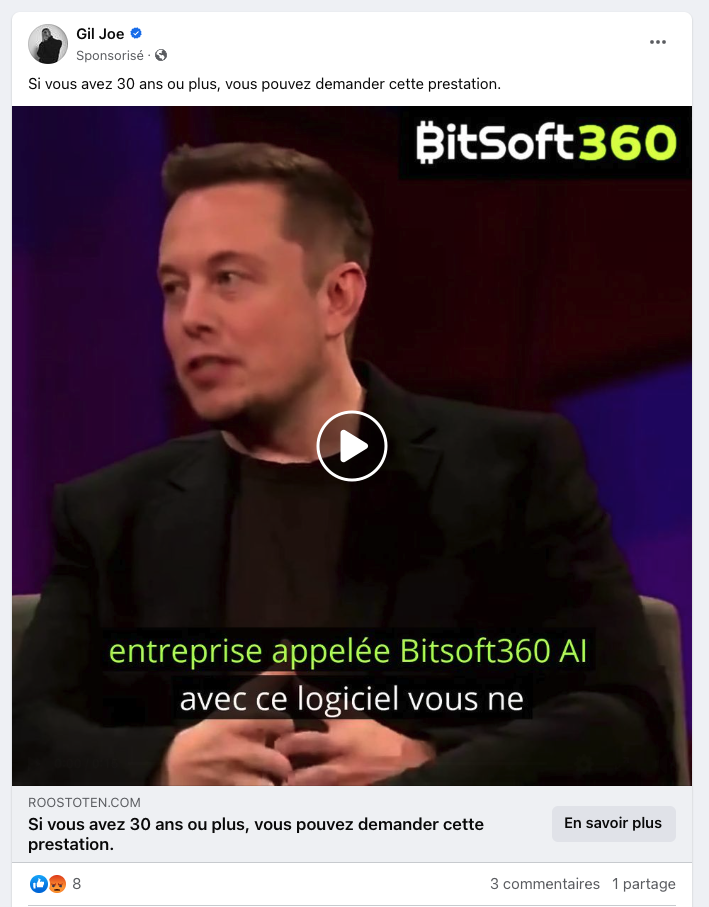 Gil Joe
Sponsorisé ·
Si vous avez 30 ans ou plus, vous pouvez demander cette prestation.
BitSoft360
entreprise appelée Bitsoft360 AI
avec ce logiciel vous ne
ROOSTOTEN.COM
Si vous avez 30 ans ou plus, vous pouvez demander cette
prestation.
En savoir plus
8
3 commentaires 1 partage